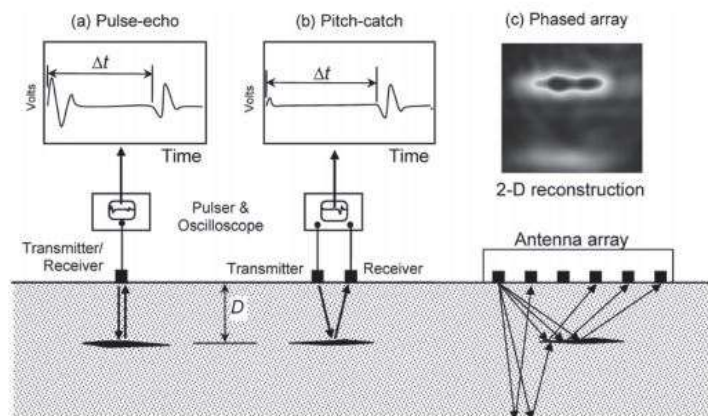 (a) Pulse-echo
(b) Pitch-catch
(c) Phased array
Δt
Volts
Time
Δt
Volts
Time
2-D reconstruction
Pulser &
Oscilloscope
Transmitter/
Receiver
Transmitter
Receiver
Antenna array
D